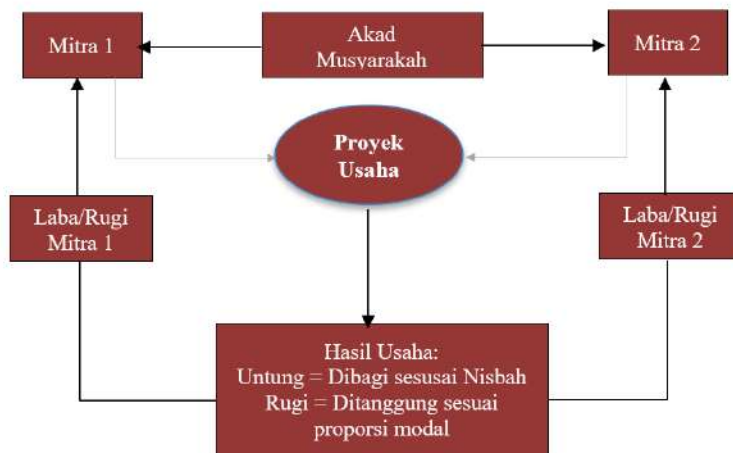 Mitra 1
Akad
Musyarakah
Mitra 2
Proyek
Usaha
Laba/Rugi
Mitra 1
Laba/Rugi
Mitra 2
Hasil Usaha:
Untung = Dibagi sesusai Nisbah
Rugi = Ditanggung sesuai
proporsi modal